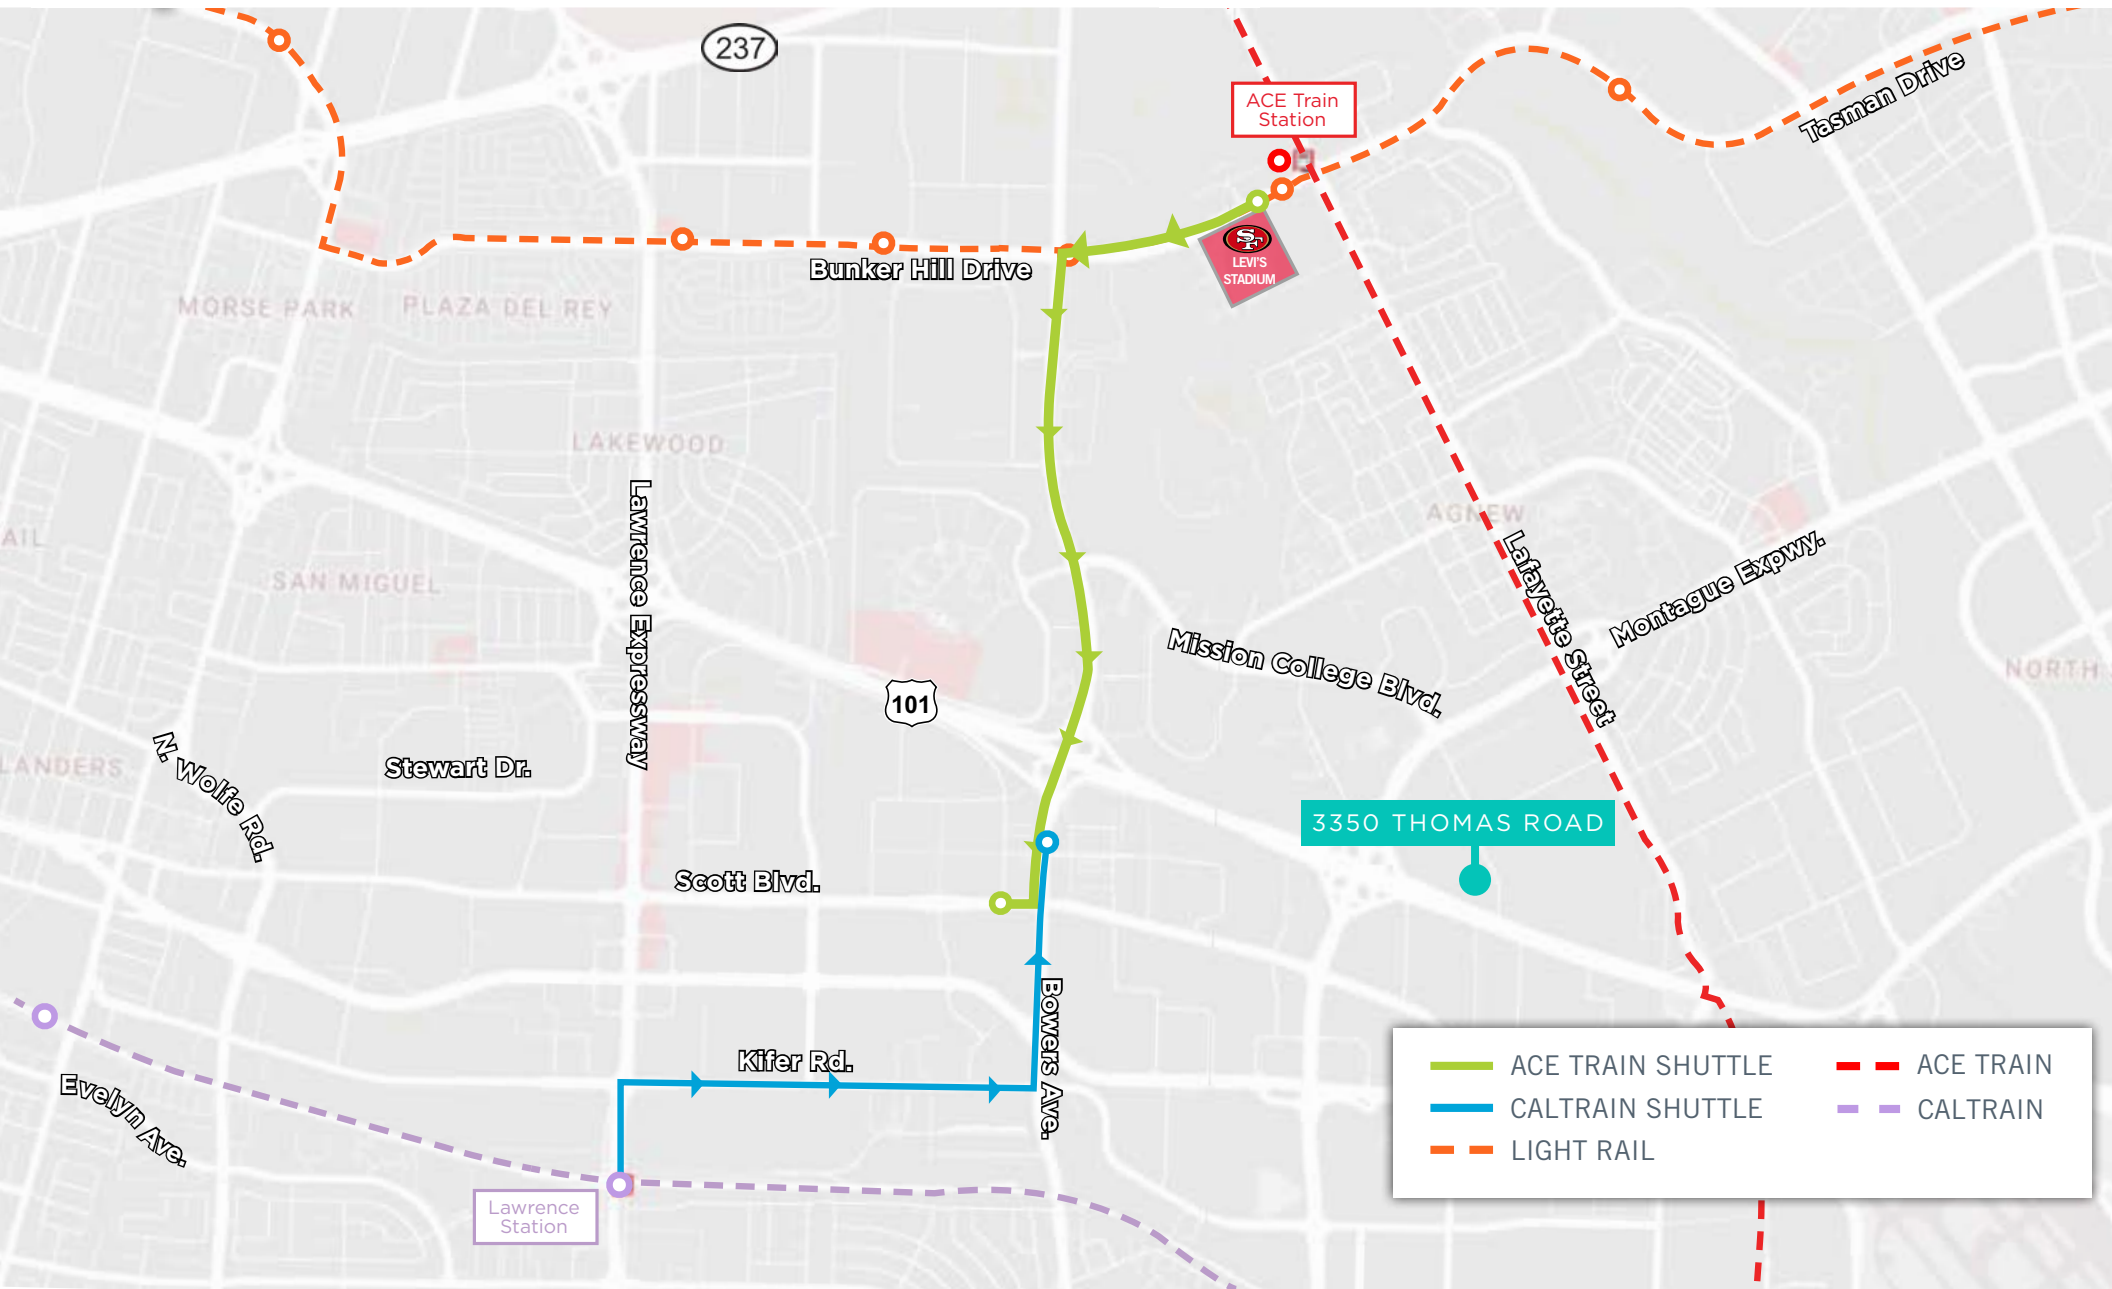 237
ACE Train
Station
Tasman Drive
SF
LEVI'S
STADIUM
Bunker Hill Drive
MORSE PARK
PLAZA DEL REY
LAKEWOOD
Lawrence Expressway
AGNEW
AIL
SAN MIGUEL
Lafayette Street
Montague Expwy.
Mission College Blvd.
NORTH
101
LANDERS
N. Wolfe Rd.
Stewart Dr.
3350 THOMAS ROAD
Scott Blvd.
Bowers Ave.
Kifer Rd.
Evelyn Ave.
Lawrence
Station
ACE TRAIN SHUTTLE
CALTRAIN SHUTTLE
LIGHT RAIL
ACE TRAIN
CALTRAIN